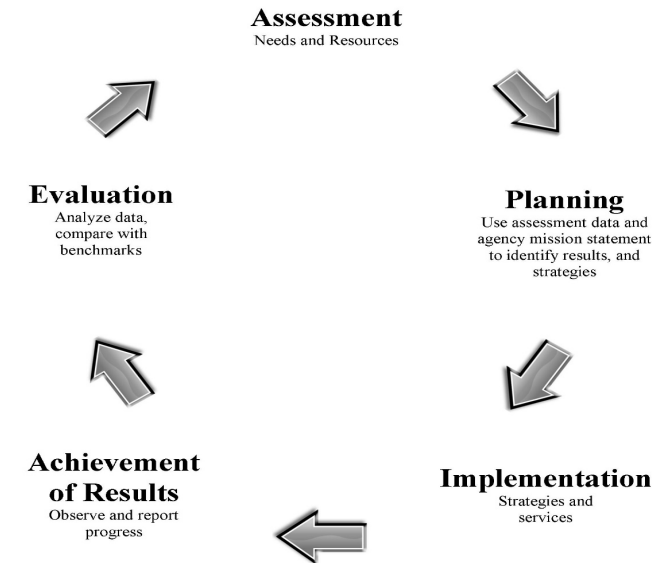 Assessment
Needs and Resources
Evaluation
Analyze data,
compare with
benchmarks
Planning
Use assessment data and
agency mission statement
to identify results, and
strategies
Achievement
of Results
Observe and report
progress
Implementation
Strategies and
services